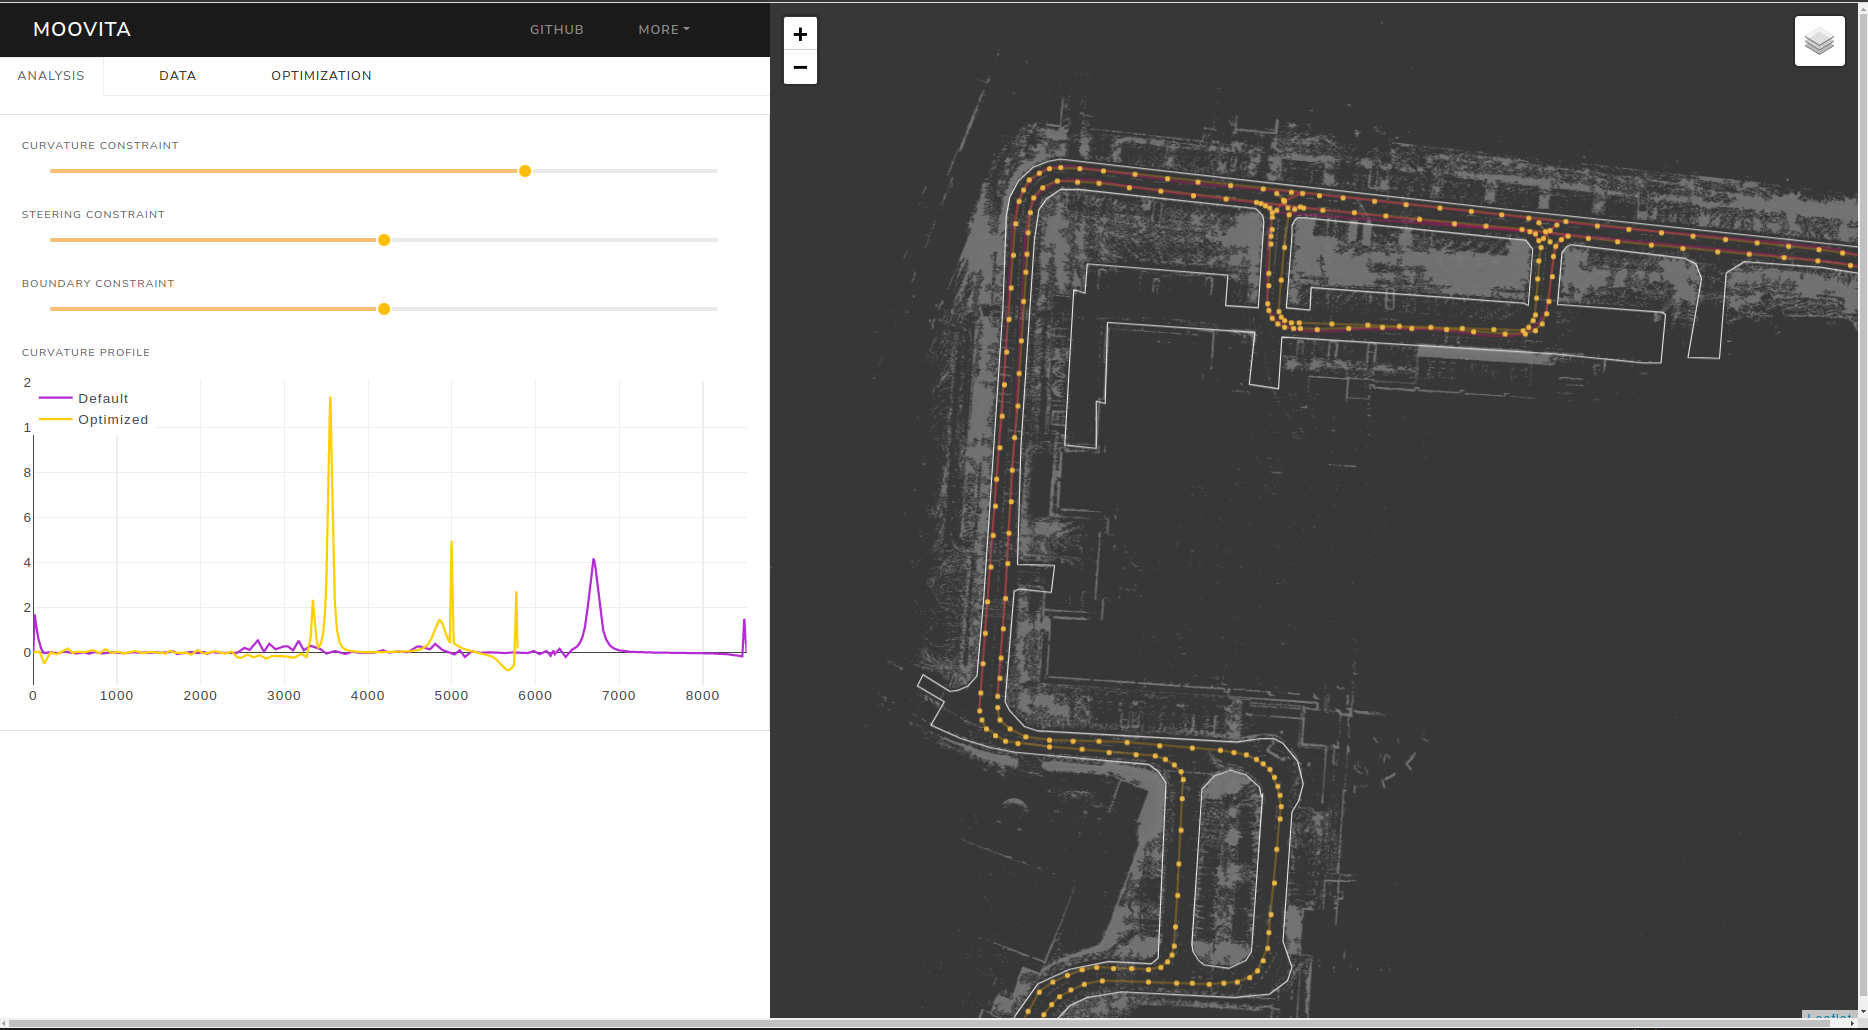 MOOVITA
GITHUB
MORE
ANALYSIS
DATA
OPTIMIZATION
CURVATURE CONSTRAINT
STEERING CONSTRAINT
BOUNDARY CONSTRAINT
CURVATURE PROFILE
2
Default
Optimized
1
8
6
4
2
0
0 1000 2000 3000 4000 5000 6000 7000 8000
+
−
Leaflet